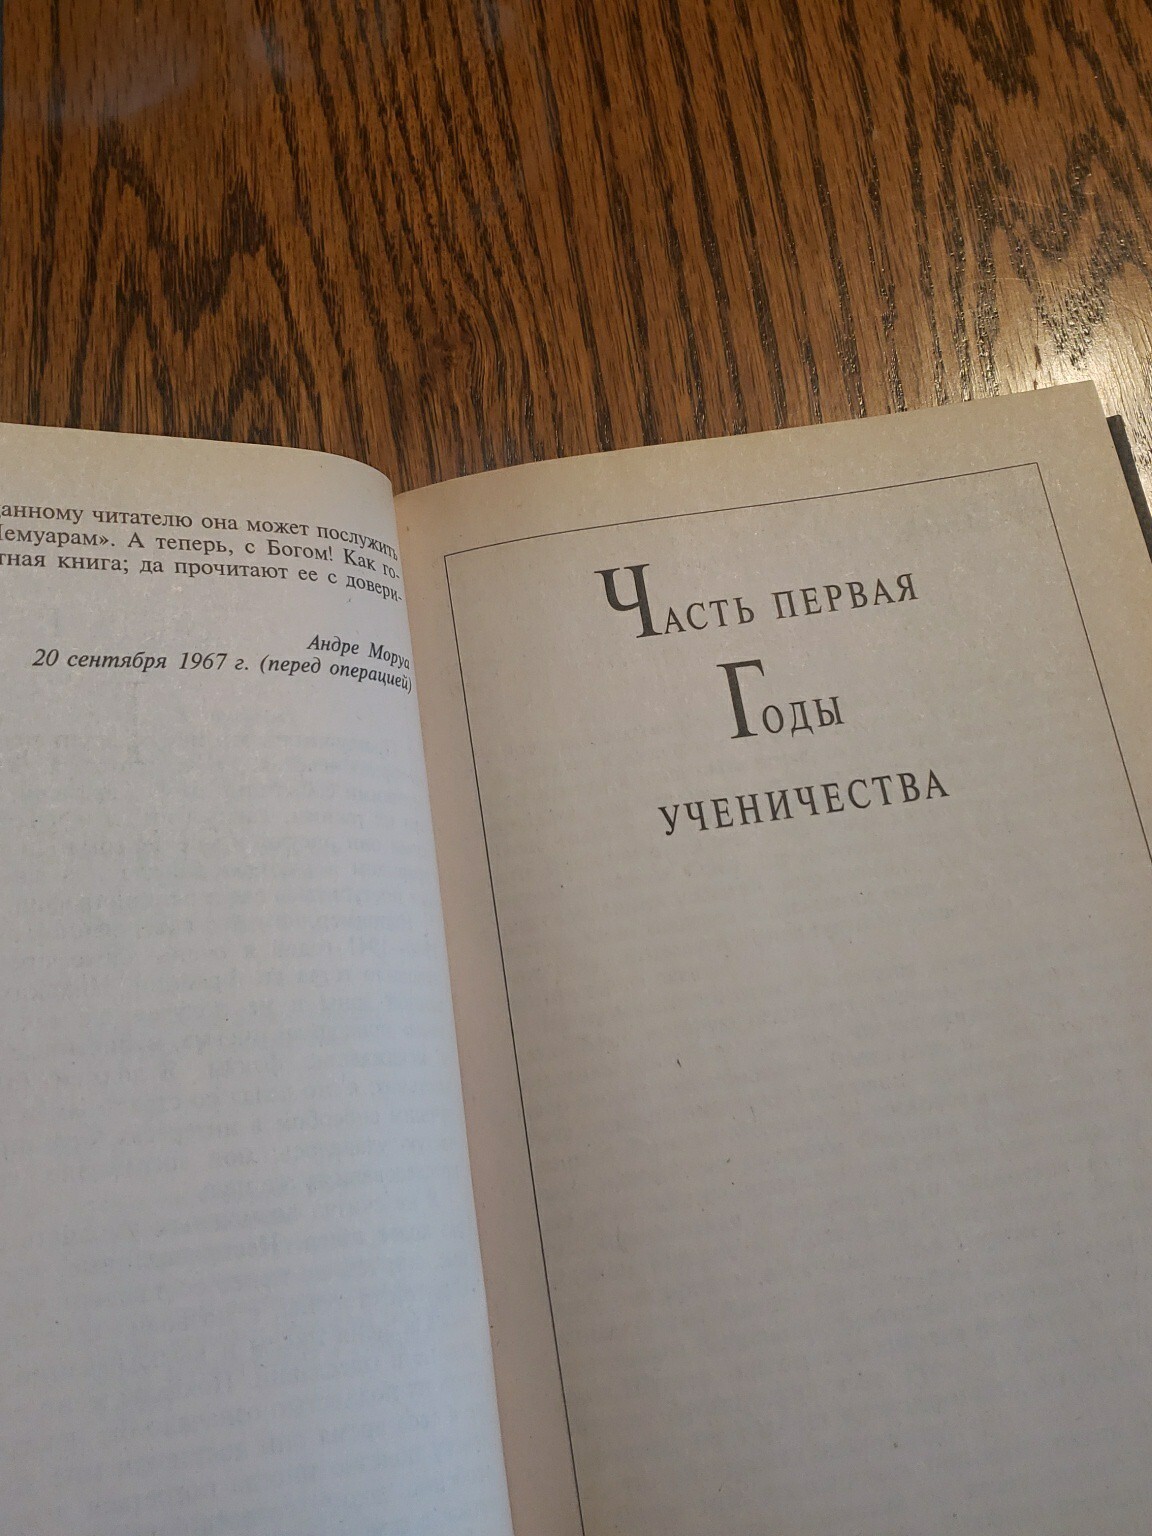 данному читателю она может послужить
Мемуарам». А теперь, с Богом! Как го-
тная книга; да прочитают ее с довери-
Андре Моруа
20 сентября 1967 г. (перед операцией)
Часть первая
Годы
ученичества